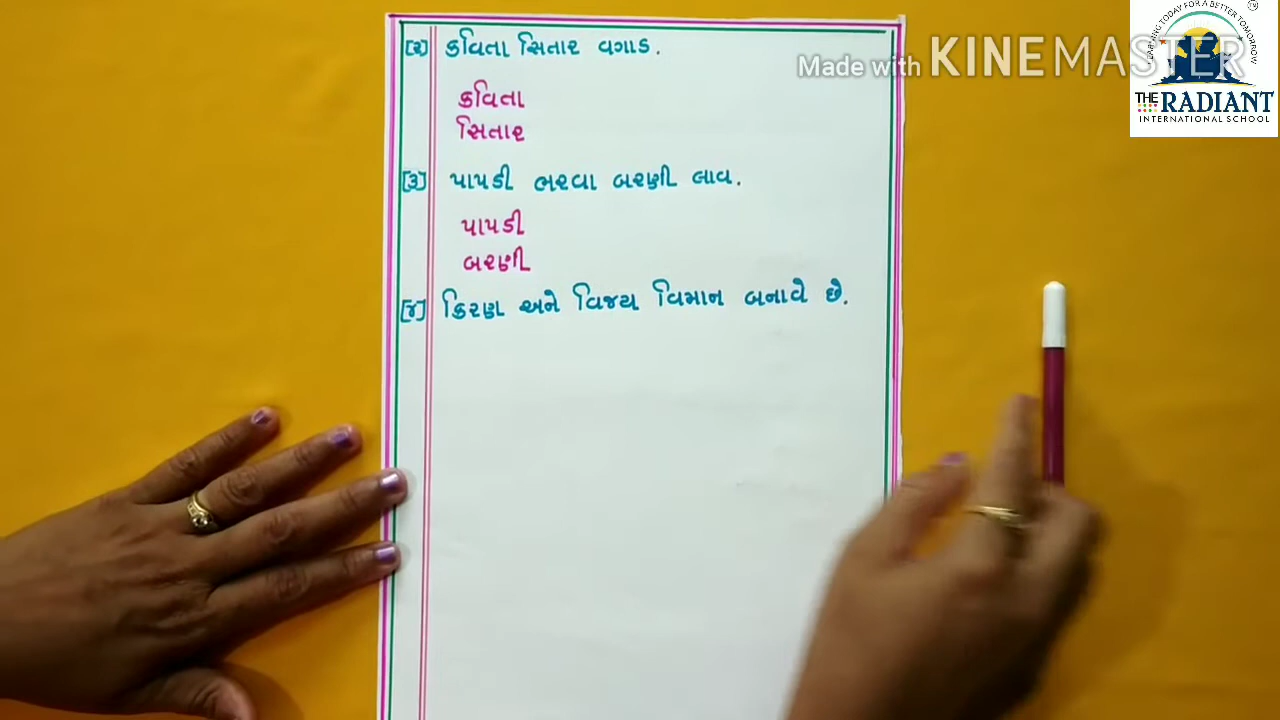 [૨] કવિતા સિતાર વગાડ.
કવિતા
સિતાર
[૩] પાપડી ભરવા બરણી લાવ.
પાપડી
બરણી
[૪] કિરણ અને વિજય વિમાન બનાવે છે.
Made with KINEMASTER
THE RADIANT
INTERNATIONAL SCHOOL